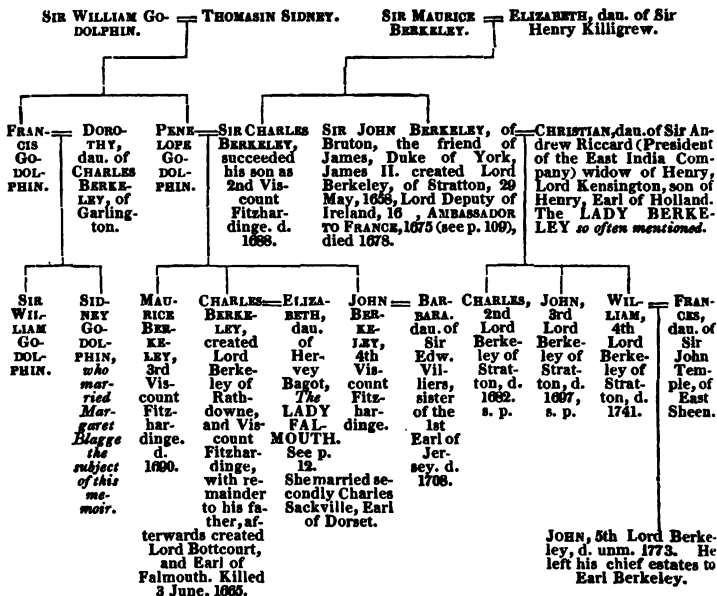 SIR WILLIAM GO-
DOLPHIN.
THOMASIN SIDNEY.
SIR MAURICE
BERKELEY.
ELIZABETH, dau. of Sir
Henry Killigrew.
FRAN-
CIS
GO-
DOL-
PHIN.
DORO-
THY,
dau. of
CHARLES
BERKE-
LEY, of
Garling-
ton.
PENE-
LOPE
GO-
DOL-
PHIN.
SIR CHARLES
BERKELEY,
succeeded
his son as
2nd Vis-
count
Fitzhar-
dinge. d.
1688.
SIR JOHN BERKELEY, of
Bruton, the friend of
James, Duke of York,
James II. created Lord
Berkeley, of Stratton, 29
May, 1658, Lord Deputy of
Ireland, 16 , AMBASSADOR
TO FRANCE, 1675 (see p. 109),
died 1678.
CHRISTIAN, dau. of Sir An-
drew Riccard (President
of the East India Com-
pany) widow of Henry,
Lord Kensington, son of
Henry, Earl of Holland.
The LADY BERKE-
LEY so often mentioned.
SIR
WIL-
LIAM
GO-
DOL-
PHIN.
SID-
NEY
GO-
DOL-
PHIN,
who
mar-
ried
Mar-
garet
Blagge
the
subject
of this
me-
moir.
MAU-
RICE
BER-
KE-
LEY,
3rd
Vis-
count
Fitz-
har-
dinge.
d.
1690.
CHARLES
BERKE-
LEY,
created
Lord
Berke-
ley of
Rath-
downe,
and Vis-
count
Fitzhar-
dinge,
with re-
mainder
to his fa-
ther, af-
terwards created
Lord Bottcourt,
and Earl of
Falmouth. Killed
3 June, 1665.
ELIZA-
BETH,
dau.
of
Her-
vey
Bagot,
The
LADY
FAL-
MOUTH.
See p.
12.
She married se-
condly Charles
Sackville, Earl
of Dorset.
JOHN
BER-
KE-
LEY,
4th
Vis-
count
Fitz-
har-
dinge.
BAR-
BARA.
dau. of
Sir
Edw.
Vil-
liers,
sister
of the
1st
Earl of
Jer-
sey. d.
1708.
CHARLES,
2nd
Lord
Berke-
ley of
Strat-
ton, d.
1682.
s. p.
JOHN,
3rd
Lord
Berke-
ley of
Strat-
ton, d.
1697,
s. p.
WIL-
LIAM,
4th
Lord
Berke-
ley of
Strat-
ton, d.
1741.
FRAN-
CES,
dau. of
Sir
John
Tem-
ple, of
East
Sheen.
JOHN, 5th Lord Berke-
ley, d. unm. 1773. He
left his chief estates to
Earl Berkeley.